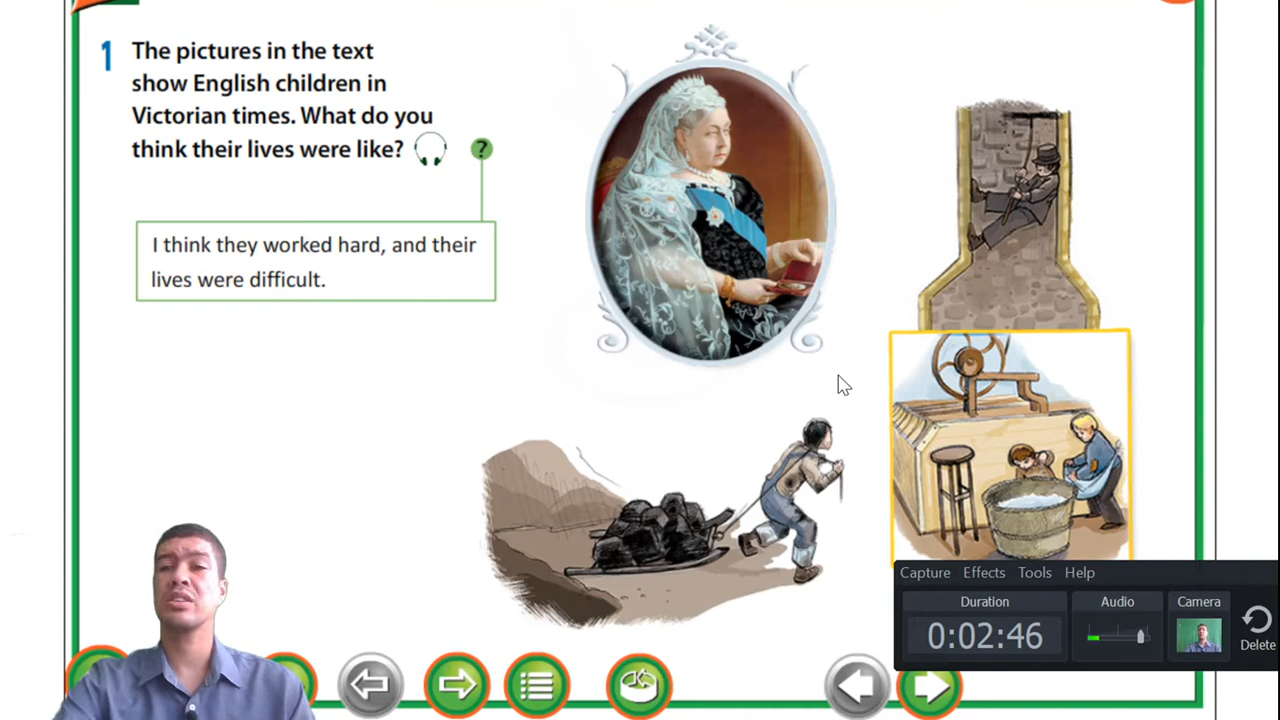 1
The pictures in the text
show English children in
Victorian times. What do you
think their lives were like?
?
I think they worked hard, and their
lives were difficult.
Capture Effects Tools Help
Duration Audio Camera
0:02:46
Delete